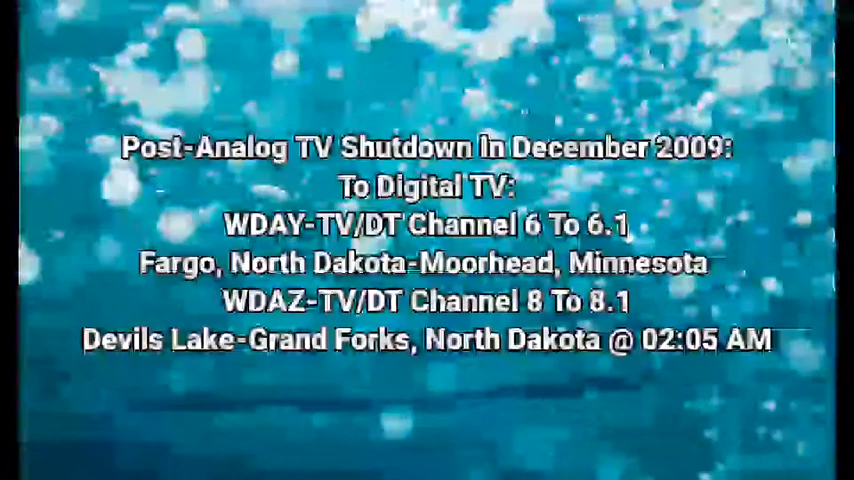 Post-Analog TV Shutdown In December 2009:
To Digital TV:
WDAY-TV/DT Channel 6 To 6.1
Fargo, North Dakota-Moorhead, Minnesota
WDAZ-TV/DT Channel 8 To 8.1
Devils Lake-Grand Forks, North Dakota @ 02:05 AM